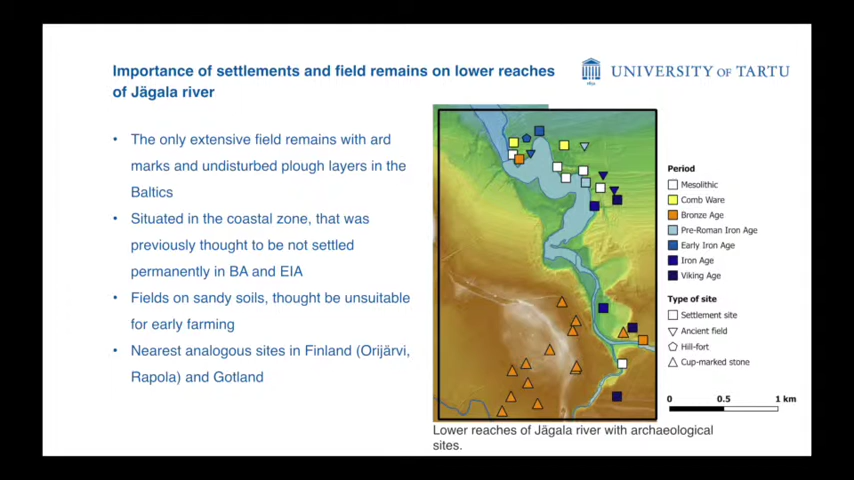 Importance of settlements and field remains on lower reaches
of Jägala river
UNIVERSITY OF TARTU
• The only extensive field remains with ard
marks and undisturbed plough layers in the
Baltics
• Situated in the coastal zone, that was
previously thought to be not settled
permanently in BA and EIA
• Fields on sandy soils, thought be unsuitable
for early farming
• Nearest analogous sites in Finland (Orijärvi,
Rapola) and Gotland
Period
Mesolithic
Comb Ware
Bronze Age
Pre-Roman Iron Age
Early Iron Age
Iron Age
Viking Age
Type of site
Settlement site
Ancient field
Hill-fort
Cup-marked stone
0 0.5 1 km
Lower reaches of Jägala river with archaeological
sites.